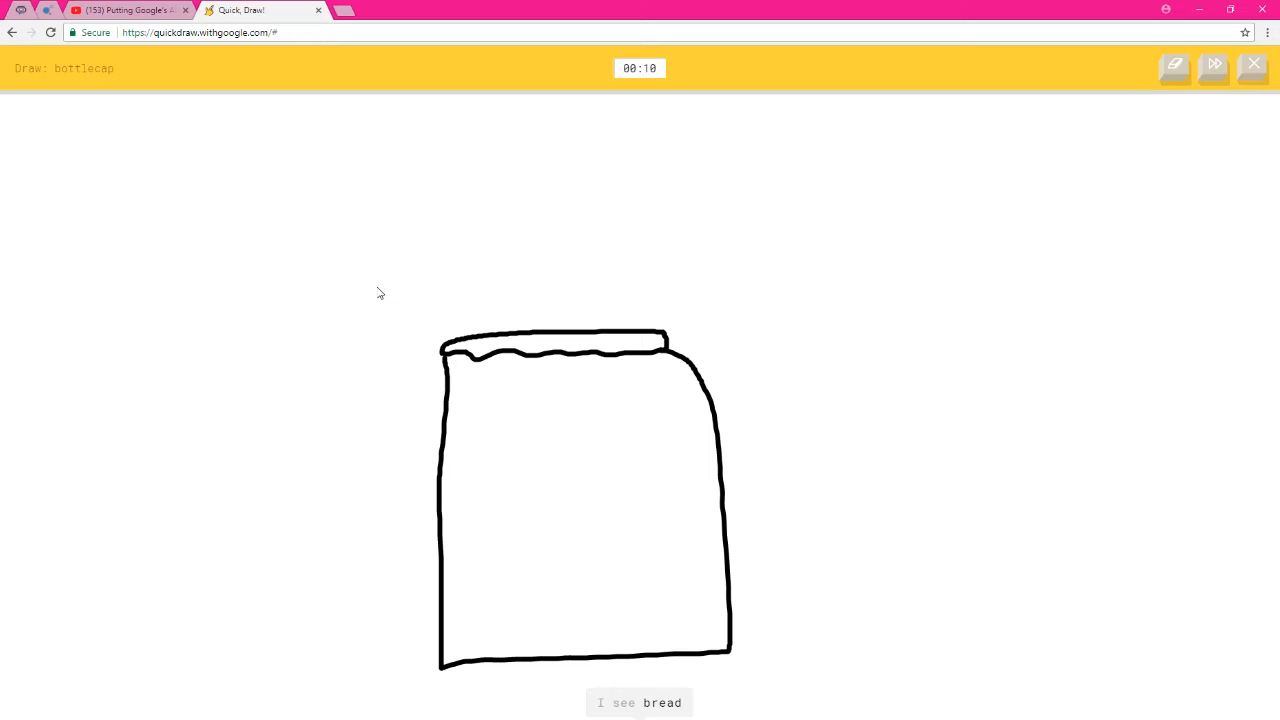 (153) Putting Google's A
Quick, Draw!
Secure
https://quickdraw.withgoogle.com/#
Draw: bottlecap
00:10
I see bread